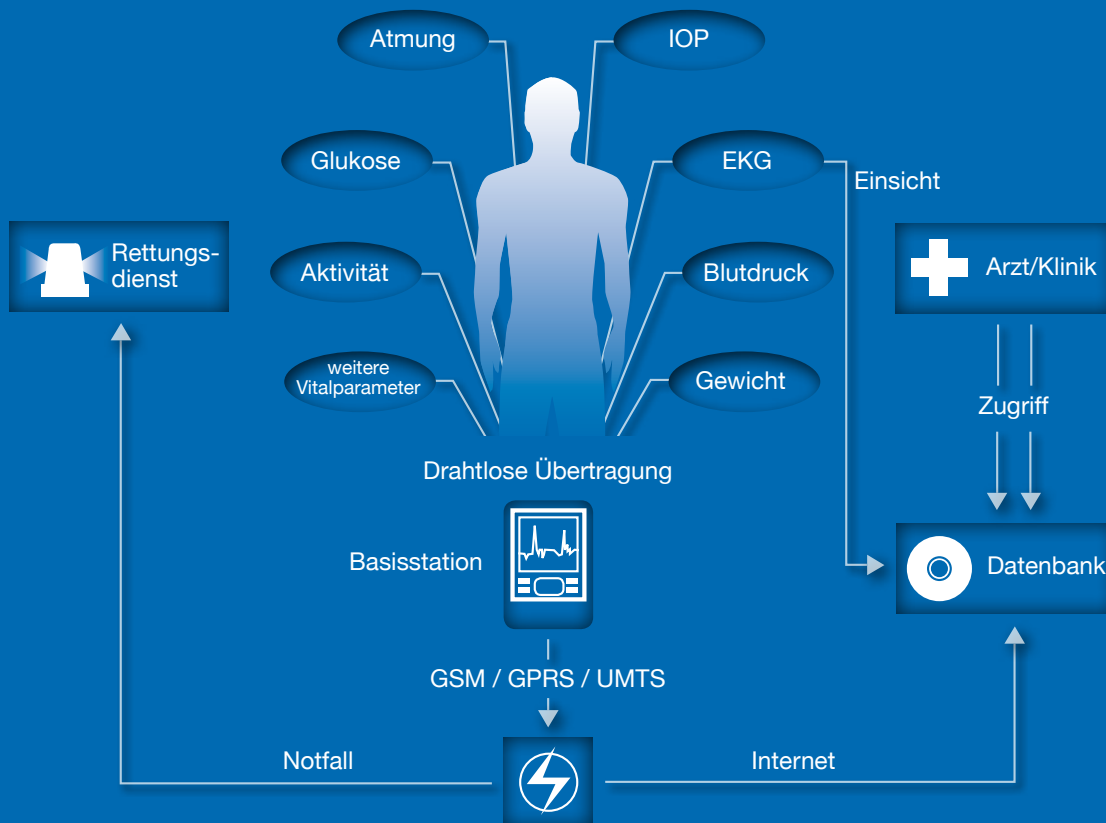 Atmung
IOP
Glukose
EKG
Einsicht
Rettungs-
dienst
Aktivität
Blutdruck
Arzt/Klinik
weitere
Vitalparameter
Gewicht
Zugriff
Drahtlose Übertragung
Basisstation
Datenbank
GSM / GPRS / UMTS
Notfall
Internet